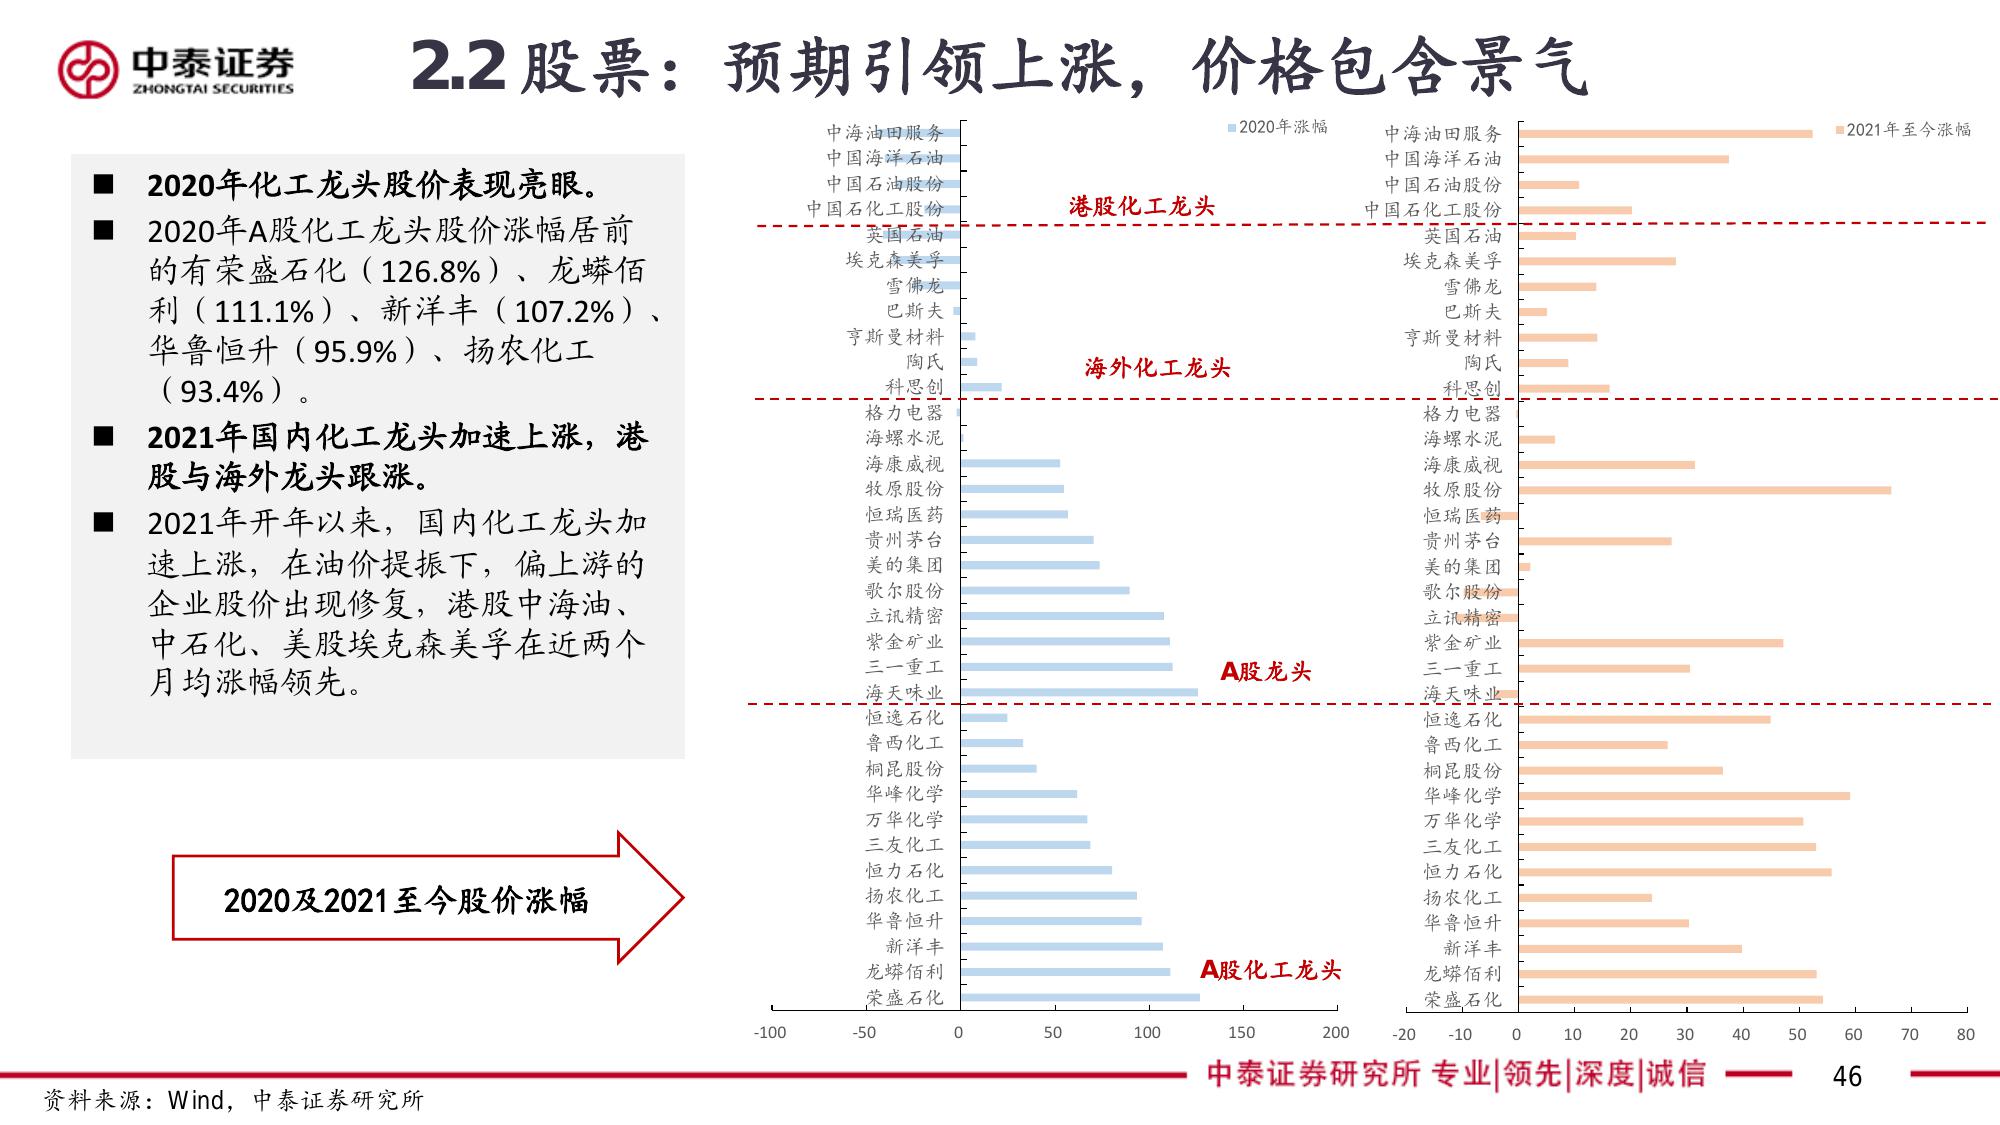 中泰证券
ZHONGTAI SECURITIES
2.2 股票：预期引领上涨，价格包含景气
■ 2020年化工龙头股价表现亮眼。
■ 2020年A股化工龙头股价涨幅居前
的有荣盛石化（126.8%）、龙蟒佰
利（111.1%）、新洋丰（107.2%）、
华鲁恒升（95.9%）、扬农化工
（93.4%）。
■ 2021年国内化工龙头加速上涨，港
股与海外龙头跟涨。
■ 2021年开年以来，国内化工龙头加
速上涨，在油价提振下，偏上游的
企业股价出现修复，港股中海油、
中石化、美股埃克森美孚在近两个
月均涨幅领先。
2020及2021至今股价涨幅
2020年涨幅
中海油田服务
中国海洋石油
中国石油股份
中国石化工股份
英国石油
埃克森美孚
雪佛龙
巴斯夫
亨斯曼材料
陶氏
科思创
格力电器
海螺水泥
海康威视
牧原股份
恒瑞医药
贵州茅台
美的集团
歌尔股份
立讯精密
紫金矿业
三一重工
海天味业
恒逸石化
鲁西化工
桐昆股份
华峰化学
万华化学
三友化工
恒力石化
扬农化工
华鲁恒升
新洋丰
龙蟒佰利
荣盛石化
-100 -50 0 50 100 150 200
港股化工龙头
海外化工龙头
A股龙头
A股化工龙头
2021年至今涨幅
中海油田服务
中国海洋石油
中国石油股份
中国石化工股份
英国石油
埃克森美孚
雪佛龙
巴斯夫
亨斯曼材料
陶氏
科思创
格力电器
海螺水泥
海康威视
牧原股份
恒瑞医药
贵州茅台
美的集团
歌尔股份
立讯精密
紫金矿业
三一重工
海天味业
恒逸石化
鲁西化工
桐昆股份
华峰化学
万华化学
三友化工
恒力石化
扬农化工
华鲁恒升
新洋丰
龙蟒佰利
荣盛石化
-20 -10 0 10 20 30 40 50 60 70 80
中泰证券研究所 专业|领先|深度|诚信
46
资料来源：Wind，中泰证券研究所